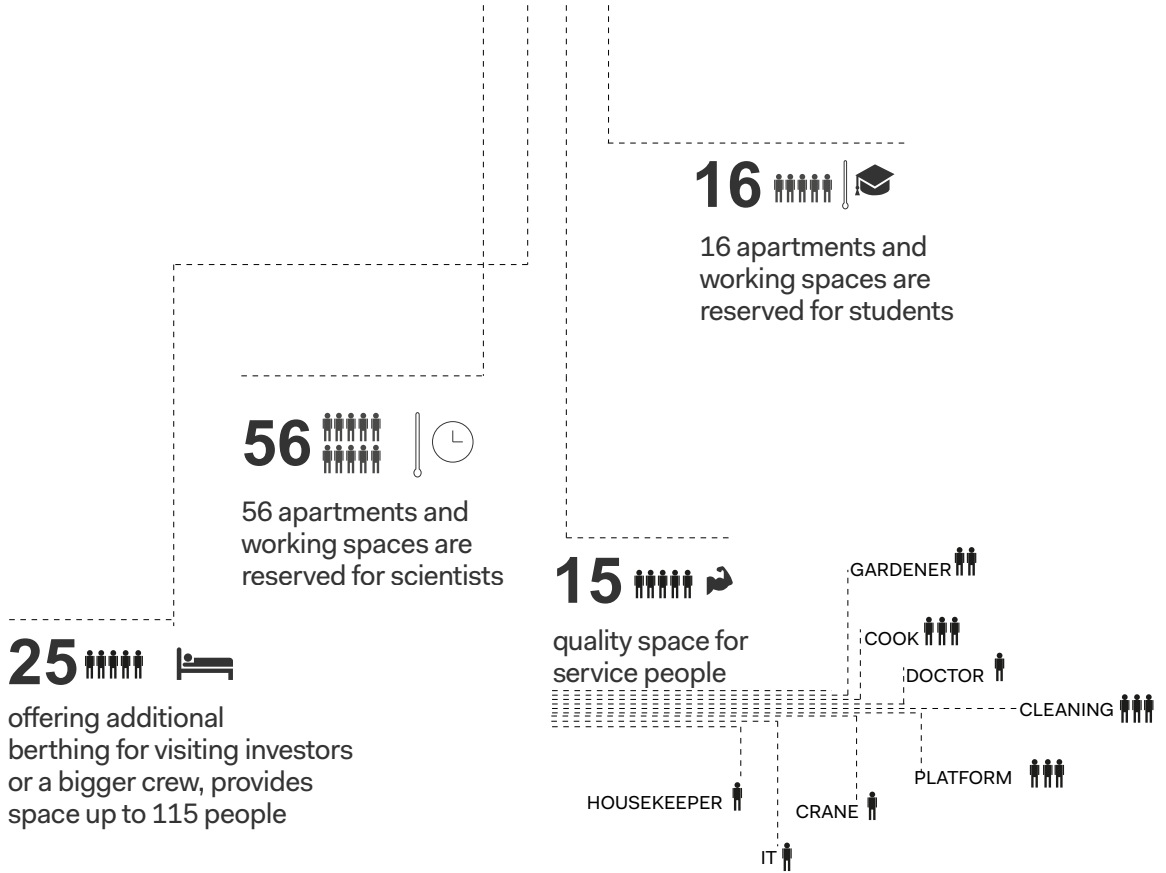 16
16 apartments and
working spaces are
reserved for students
56
56 apartments and
working spaces are
reserved for scientists
15
quality space for
service people
GARDENER
COOK
DOCTOR
CLEANING
PLATFORM
HOUSEKEEPER
CRANE
IT
25
offering additional
berthing for visiting investors
or a bigger crew, provides
space up to 115 people